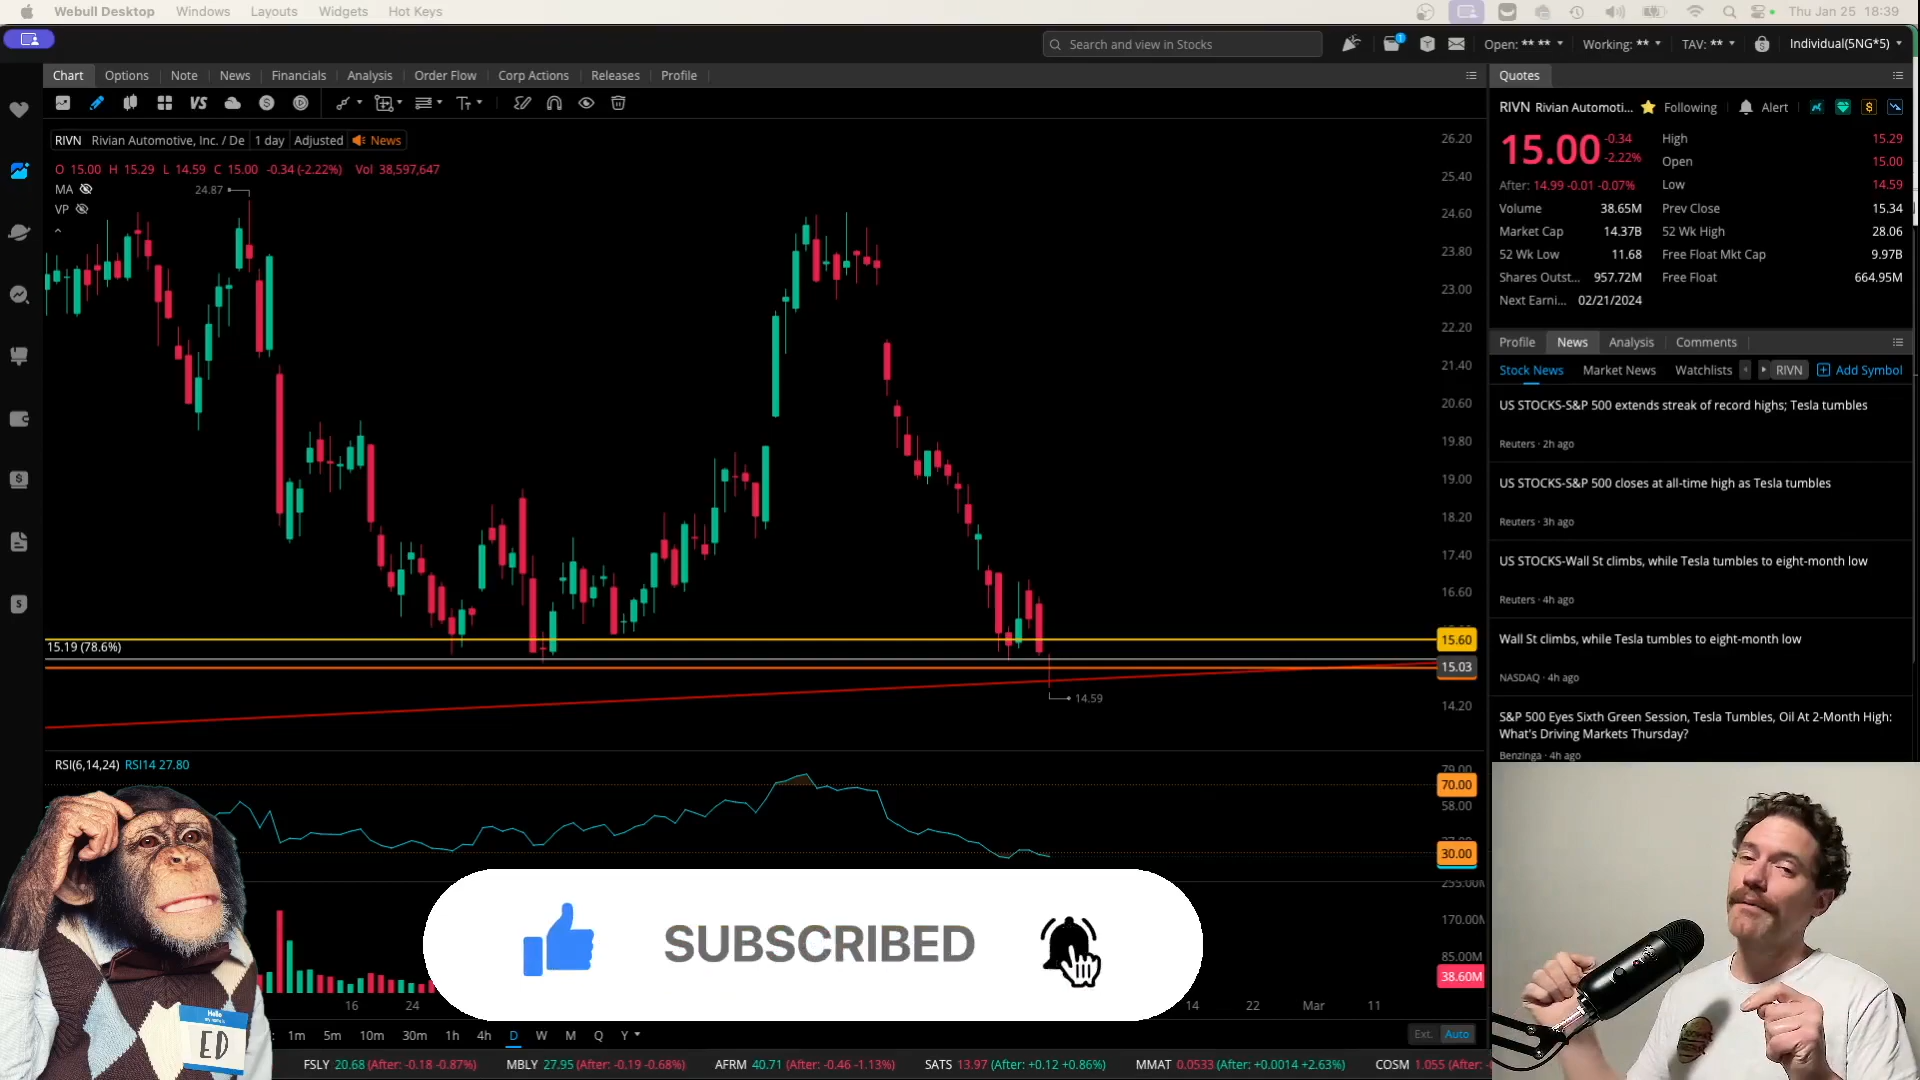 Webull Desktop Windows Layouts Widgets Hot Keys Thu Jan 25 18:39
Search and view in Stocks 1 Open: ** ** Working: ** TAV: ** Individual(5NG*5)
Chart Options Note News Financials Analysis Order Flow Corp Actions Releases Profile
VS
RIVN Rivian Automotive, Inc. / De 1 day Adjusted News
O 15.00 H 15.29 L 14.59 C 15.00 -0.34 (-2.22%) Vol 38,597,647
MA
VP
24.87
15.19 (78.6%)
14.59
26.20
25.40
24.60
23.80
23.00
22.20
21.40
20.60
19.80
19.00
18.20
17.40
16.60
15.60
15.03
14.20
RSI(6,14,24) RSI14 27.80
79.00
70.00
58.00
30.00
170.00M
85.00M
38.60M
SUBSCRIBED
16 24 14 22 Mar 11
1m 5m 10m 30m 1h 4h D W M Q Y Ext. Auto
FSLY 20.68 (After: -0.18 -0.87%) MBLY 27.95 (After: -0.19 -0.68%) AFRM 40.71 (After: -0.46 -1.13%) SATS 13.97 (After: +0.12 +0.86%) MMAT 0.0533 (After: +0.0014 +2.63%) COSM 1.055 (After:
Hello
ED
Quotes
RIVN Rivian Automoti... Following Alert
15.00 -0.34 -2.22%
After: 14.99 -0.01 -0.07%
High 15.29
Open 15.00
Low 14.59
Volume 38.65M Prev Close 15.34
Market Cap 14.37B 52 Wk High 28.06
52 Wk Low 11.68 Free Float Mkt Cap 9.97B
Shares Outst... 957.72M Free Float 664.95M
Next Earni... 02/21/2024
Profile News Analysis Comments
Stock News Market News Watchlists RIVN Add Symbol
US STOCKS-S&P 500 extends streak of record highs; Tesla tumbles
Reuters · 2h ago
US STOCKS-S&P 500 closes at all-time high as Tesla tumbles
Reuters · 3h ago
US STOCKS-Wall St climbs, while Tesla tumbles to eight-month low
Reuters · 4h ago
Wall St climbs, while Tesla tumbles to eight-month low
NASDAQ · 4h ago
S&P 500 Eyes Sixth Green Session, Tesla Tumbles, Oil At 2-Month High:
What's Driving Markets Thursday?
Benzinga · 4h ago